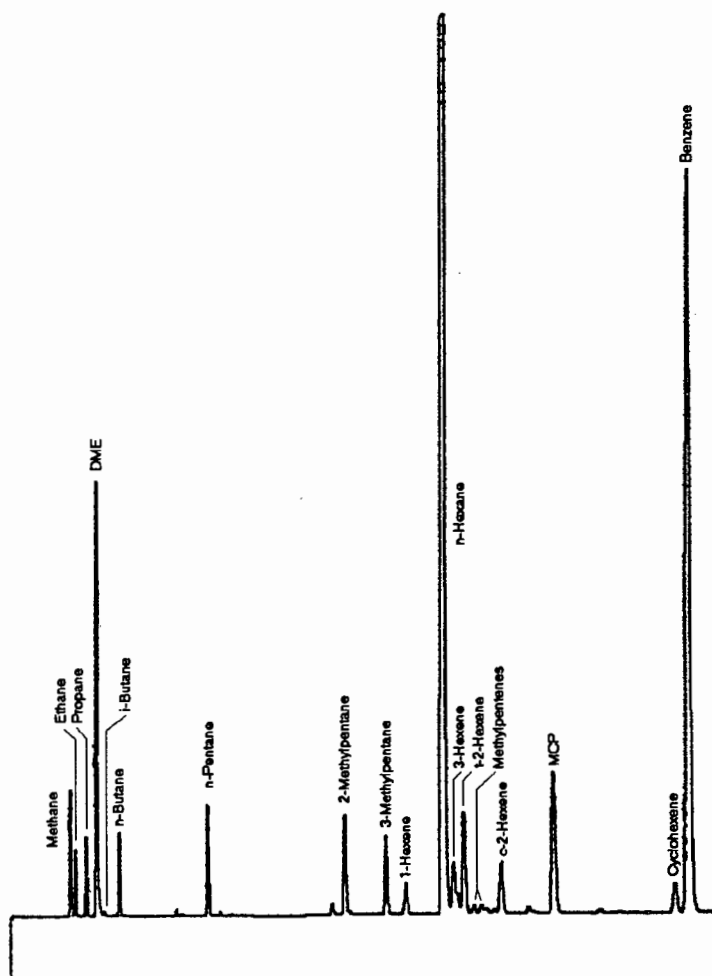 Methane
Ethane
Propane
DME
i-Butane
n-Butane
n-Pentane
2-Methylpentane
3-Methylpentane
1-Hexene
n-Hexane
3-Hexene
t-2-Hexene
Methylpentenes
c-2-Hexene
MCP
Cyclohexene
Benzene